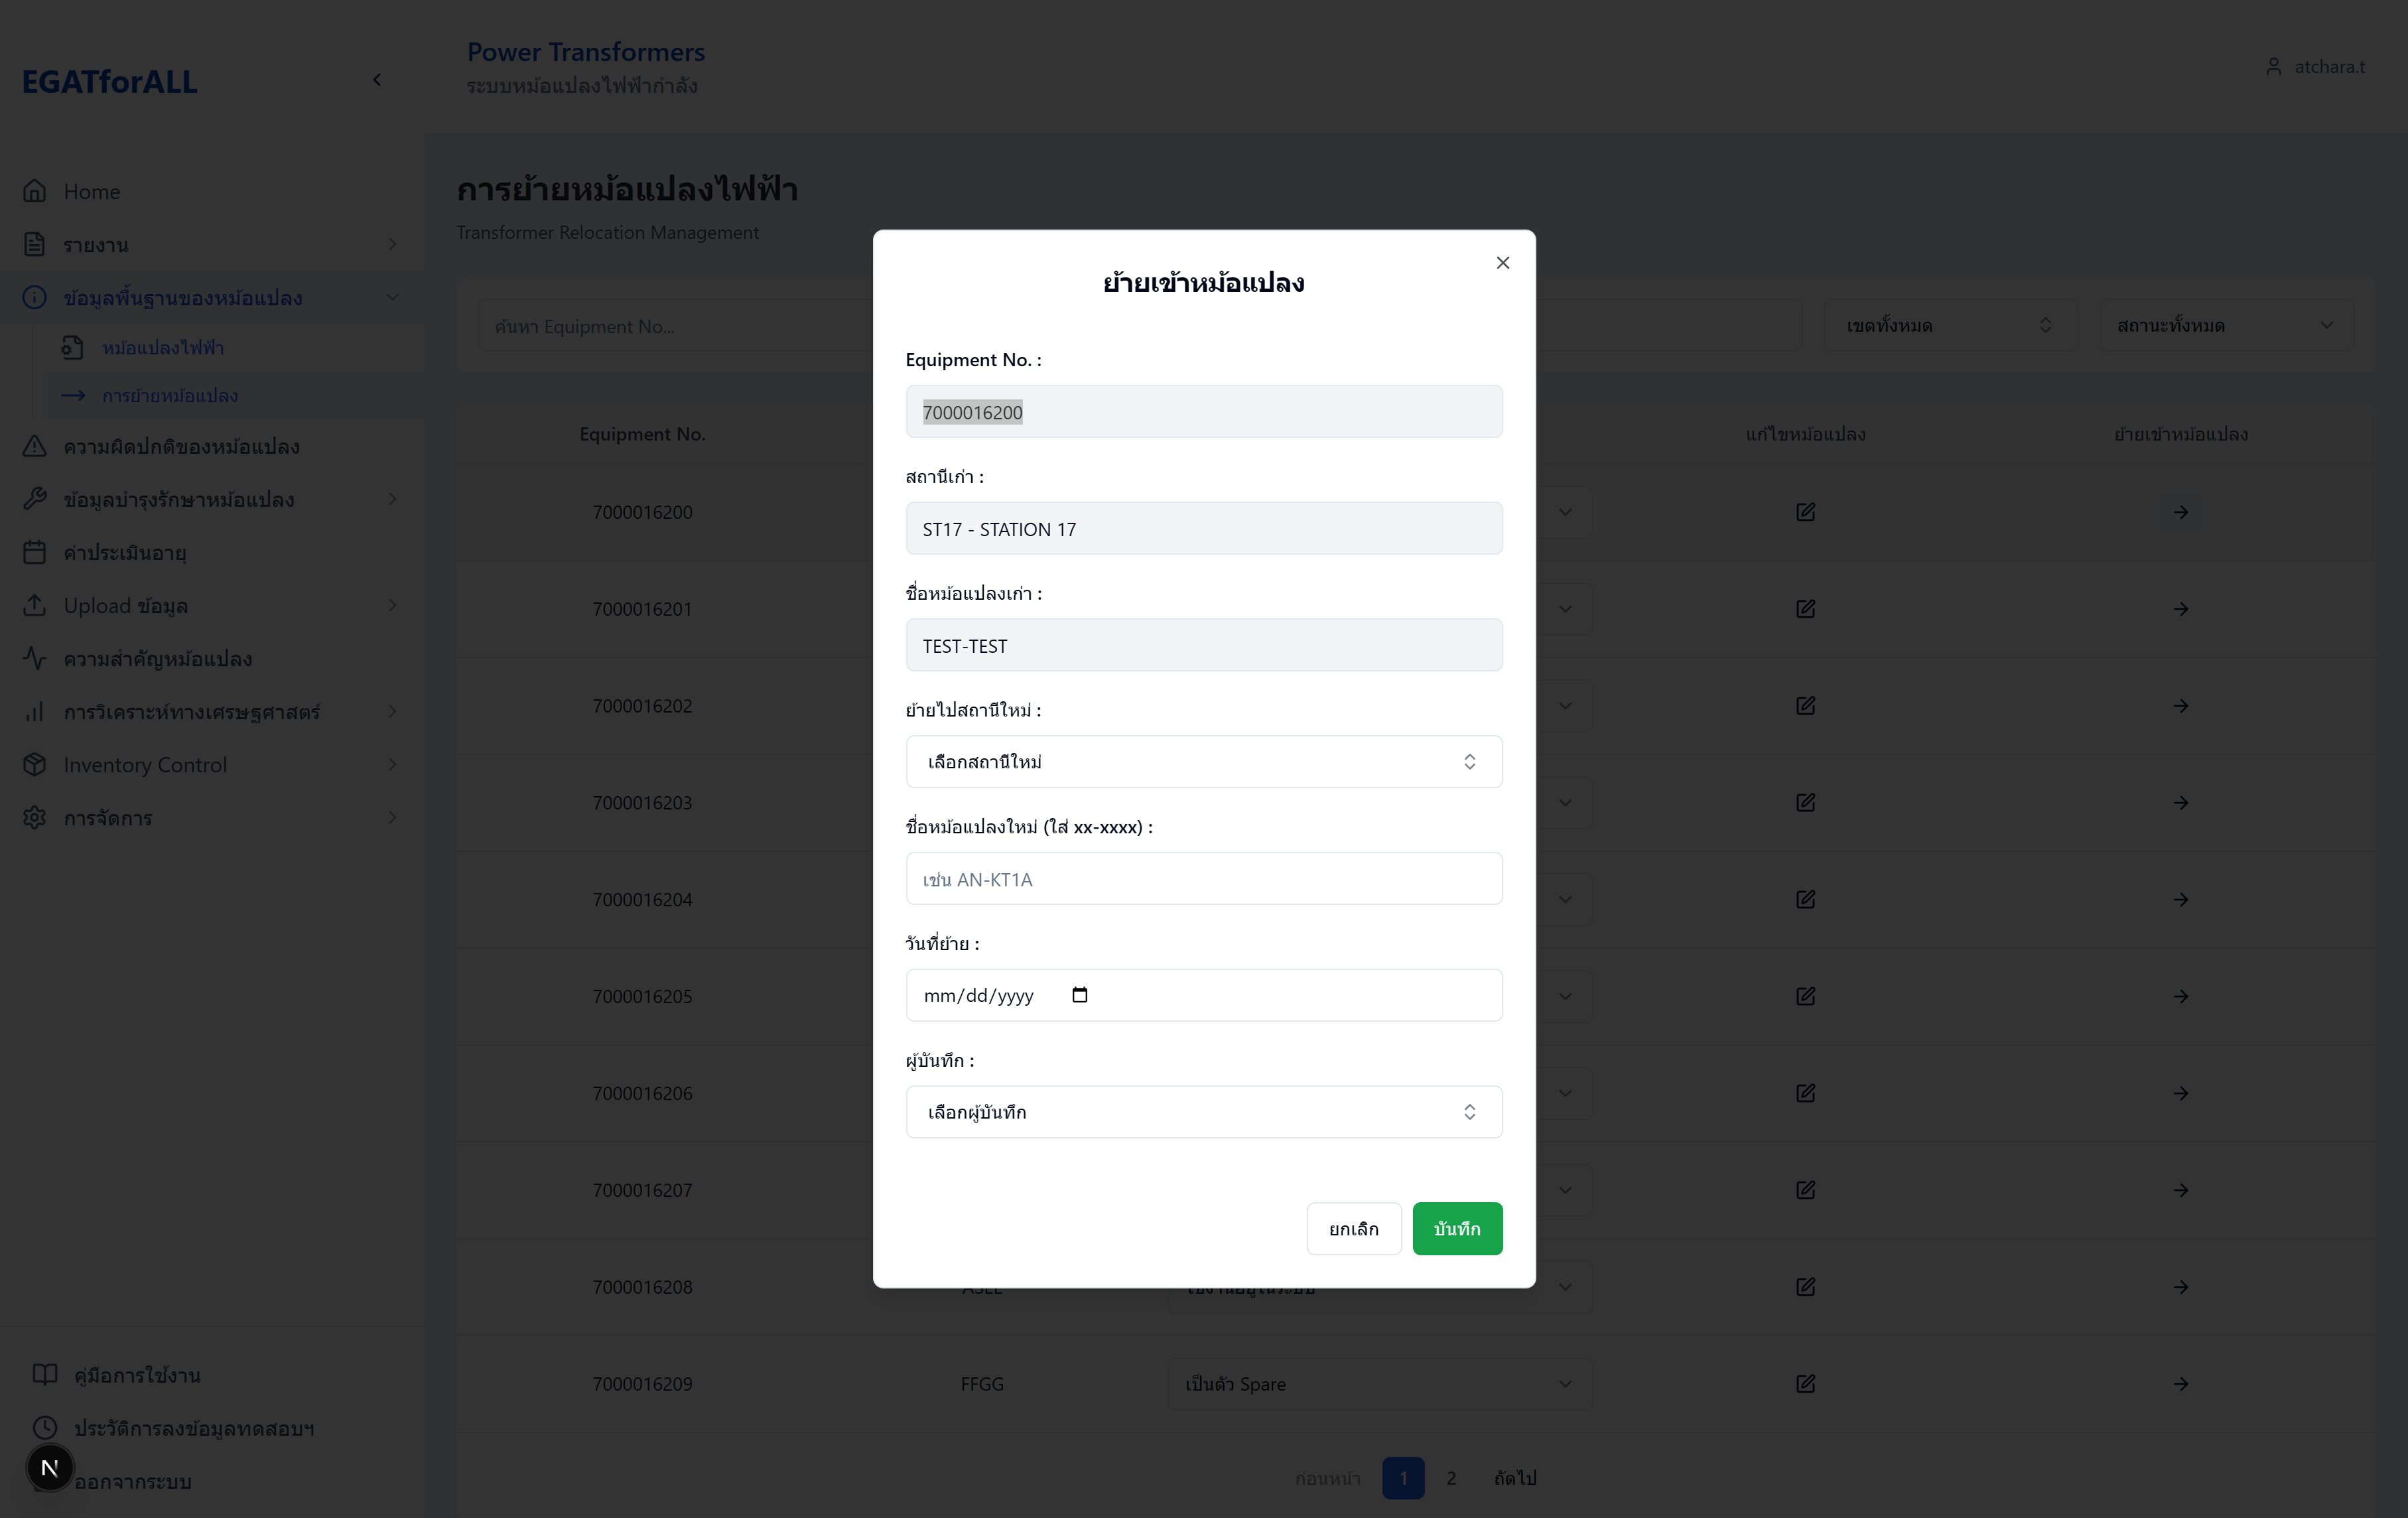 EGATforALL
Power Transformers
ระบบหม้อแปลงไฟฟ้ากำลัง
atchara.t
Home
รายงาน
ข้อมูลพื้นฐานของหม้อแปลง
หม้อแปลงไฟฟ้า
การย้ายหม้อแปลง
ความผิดปกติของหม้อแปลง
ข้อมูลบำรุงรักษาหม้อแปลง
ค่าประเมินอายุ
Upload ข้อมูล
ความสำคัญหม้อแปลง
การวิเคราะห์ทางเศรษฐศาสตร์
Inventory Control
การจัดการ
คู่มือการใช้งาน
ประวัติการลงข้อมูลทดสอบฯ
N
ออกจากระบบ
การย้ายหม้อแปลงไฟฟ้า
Transformer Relocation Management
ค้นหา Equipment No...
เขตทั้งหมด
สถานะทั้งหมด
Equipment No.
แก้ไขหม้อแปลง
ย้ายเข้าหม้อแปลง
7000016200
7000016201
7000016202
7000016203
7000016204
7000016205
7000016206
7000016207
7000016208
7000016209
FFGG
เป็นตัว Spare
ก่อนหน้า
1
2
ถัดไป
ย้ายเข้าหม้อแปลง
Equipment No. :
7000016200
สถานีเก่า :
ST17 - STATION 17
ชื่อหม้อแปลงเก่า :
TEST-TEST
ย้ายไปสถานีใหม่ :
เลือกสถานีใหม่
ชื่อหม้อแปลงใหม่ (ใส่ xx-xxxx) :
เช่น AN-KT1A
วันที่ย้าย :
mm/dd/yyyy
ผู้บันทึก :
เลือกผู้บันทึก
ยกเลิก
บันทึก